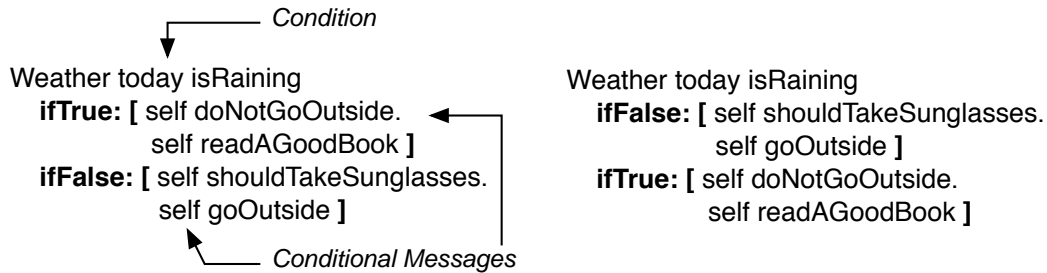 Condition
Weather today isRaining
ifTrue: [ self doNotGoOutside.
self readAGoodBook ]
ifFalse: [ self shouldTakeSunglasses.
self goOutside ]
Conditional Messages
Weather today isRaining
ifFalse: [ self shouldTakeSunglasses.
self goOutside ]
ifTrue: [ self doNotGoOutside.
self readAGoodBook ]